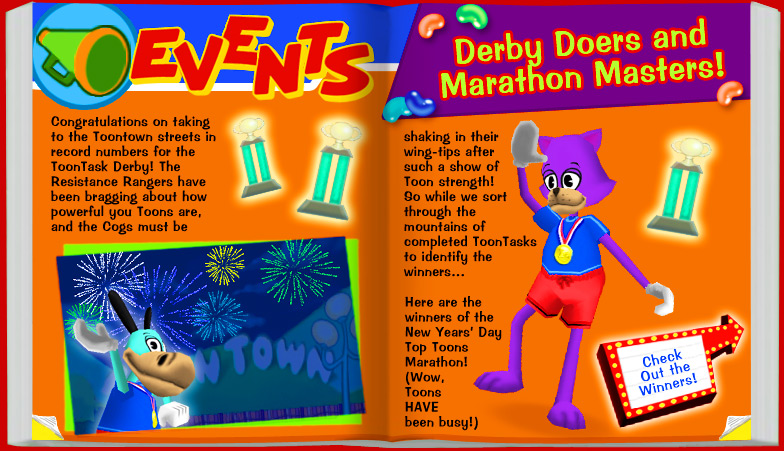 EVENTS
Congratulations on taking
to the Toontown streets in
record numbers for the
ToonTask Derby! The
Resistance Rangers have
been bragging about how
powerful you Toons are,
and the Cogs must be
NTOWN
Derby Doers and
Marathon Masters!
shaking in their
wing-tips after
such a show of
Toon strength!
So while we sort
through the
mountains of
completed ToonTasks
to identify the
winners...
Here are the
winners of the
New Years' Day
Top Toons
Marathon!
(Wow,
Toons
HAVE
been busy!)
Check
Out the
Winners!